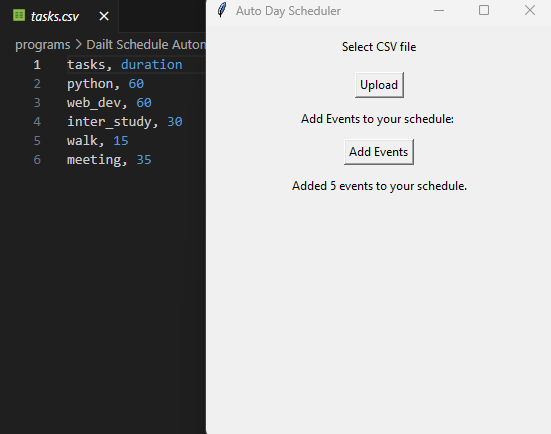 tasks.csv
programs > Dailt Schedule Autom
1 tasks, duration
2 python, 60
3 web_dev, 60
4 inter_study, 30
5 walk, 15
6 meeting, 35
Auto Day Scheduler
Select CSV file
Upload
Add Events to your schedule:
Add Events
Added 5 events to your schedule.